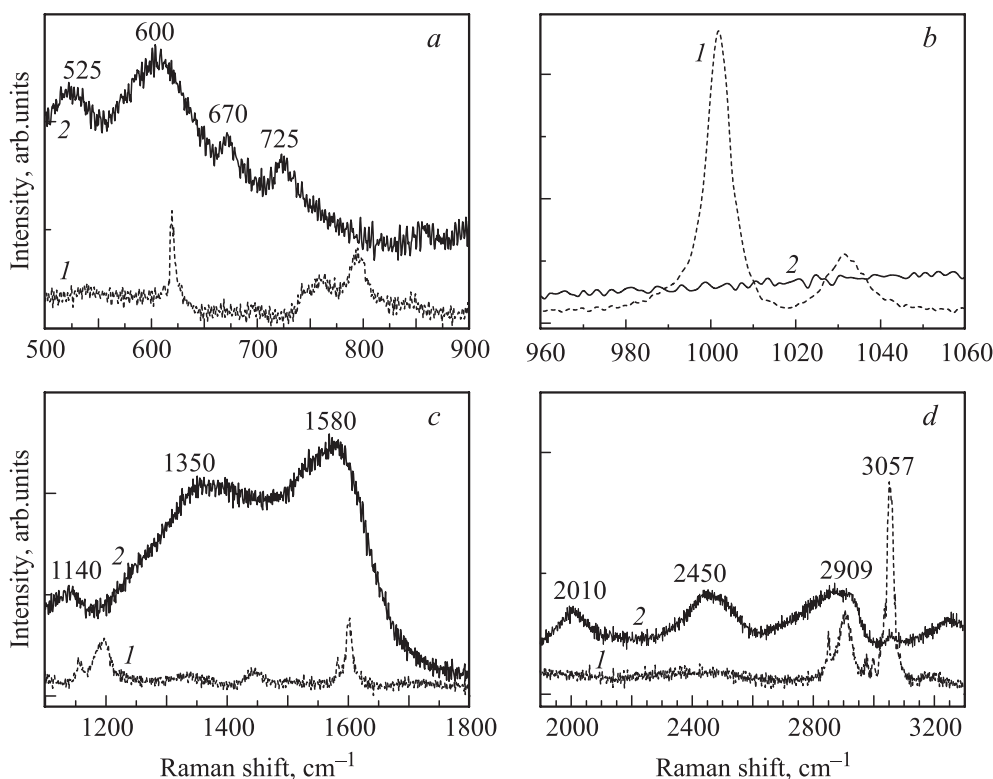 a
600
525
670
725
2
1
Intensity, arb.units
500 600 700 800 900
b
1
2
960 980 1000 1020 1040 1060
c
1580
1350
1140
2
1
Intensity, arb.units
1200 1400 1600 1800
Raman shift, cm–1
d
3057
2909
2450
2010
2
1
2000 2400 2800 3200
Raman shift, cm–1